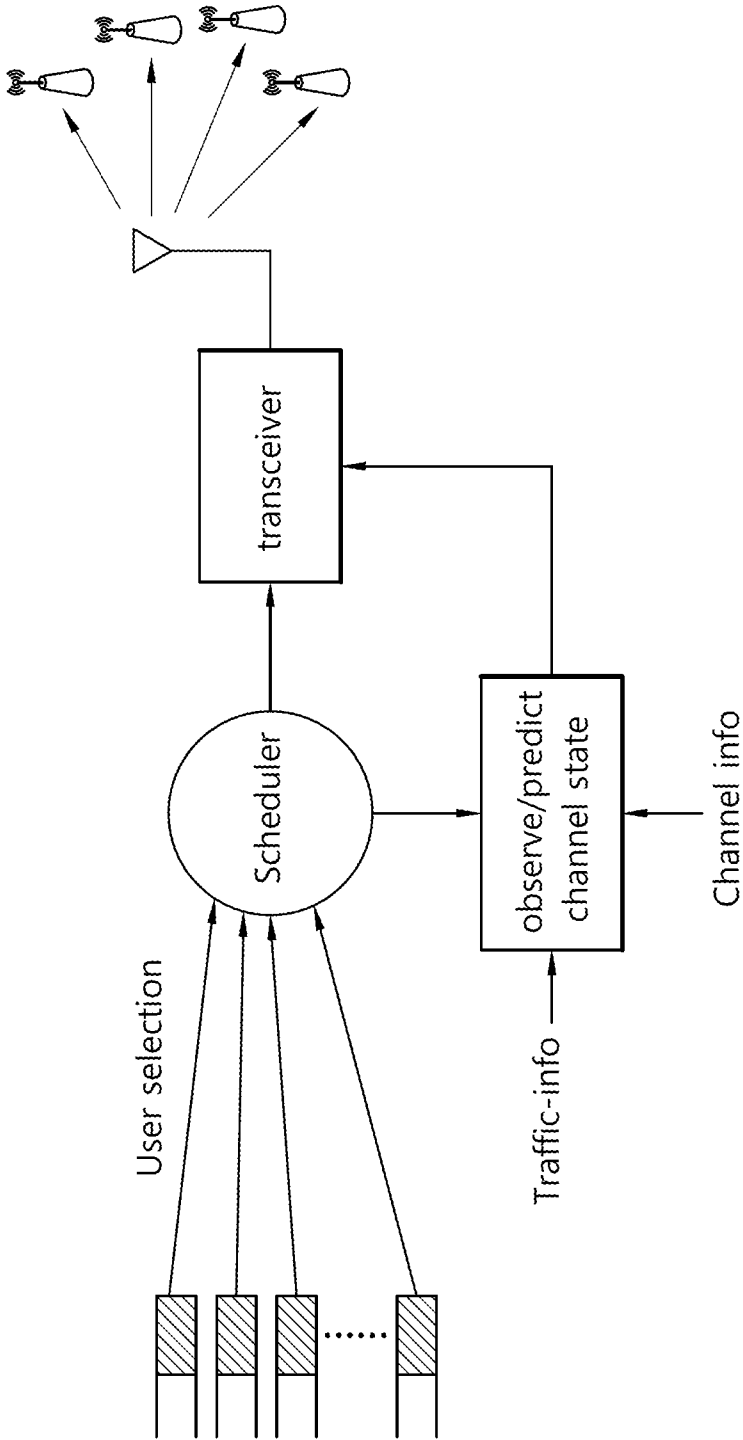 User selection
Scheduler
transceiver
Traffic-info
observe/predict
channel state
Channel info